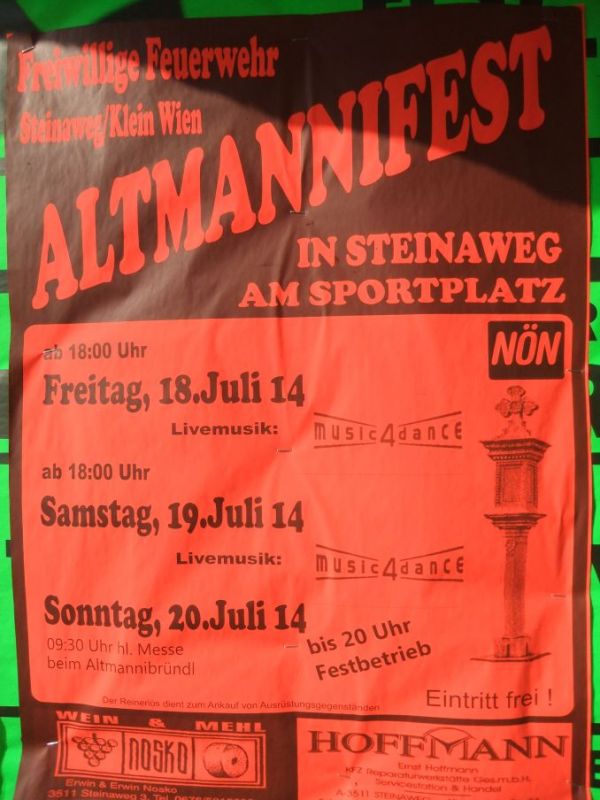 Freiwillige Feuerwehr
Steinaweg/Klein Wien
ALTMANNIFEST
IN STEINAWEG
AM SPORTPLATZ
NÖN
ab 18:00 Uhr
Freitag, 18.Juli 14
Livemusik: music4dance
ab 18:00 Uhr
Samstag, 19.Juli 14
Livemusik: music4dance
Sonntag, 20.Juli 14
09:30 Uhr hl. Messe
beim Altmannibründl
bis 20 Uhr
Festbetrieb
Eintritt frei !
Der Reinerlös dient zum Ankauf von Ausrüstungsgegenständen
WEIN & MEHL
NOSKO
Erwin & Erwin Nosko
3511 Steinaweg 3, Tel.
HOFFMANN
Ernst Hoffmann
KFZ Reparaturwerkstätte Ges.m.b.H.
Servicestation & Handel
A-3511 STEINAWEG